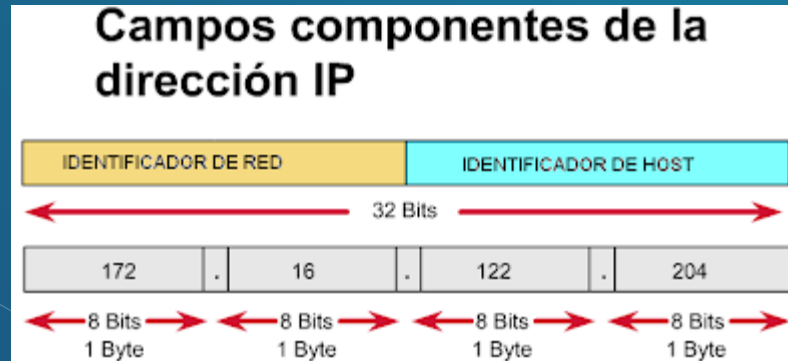 Campos componentes de la
dirección IP
IDENTIFICADOR DE RED IDENTIFICADOR DE HOST
32 Bits
172 . 16 . 122 . 204
8 Bits 8 Bits 8 Bits 8 Bits
1 Byte 1 Byte 1 Byte 1 Byte